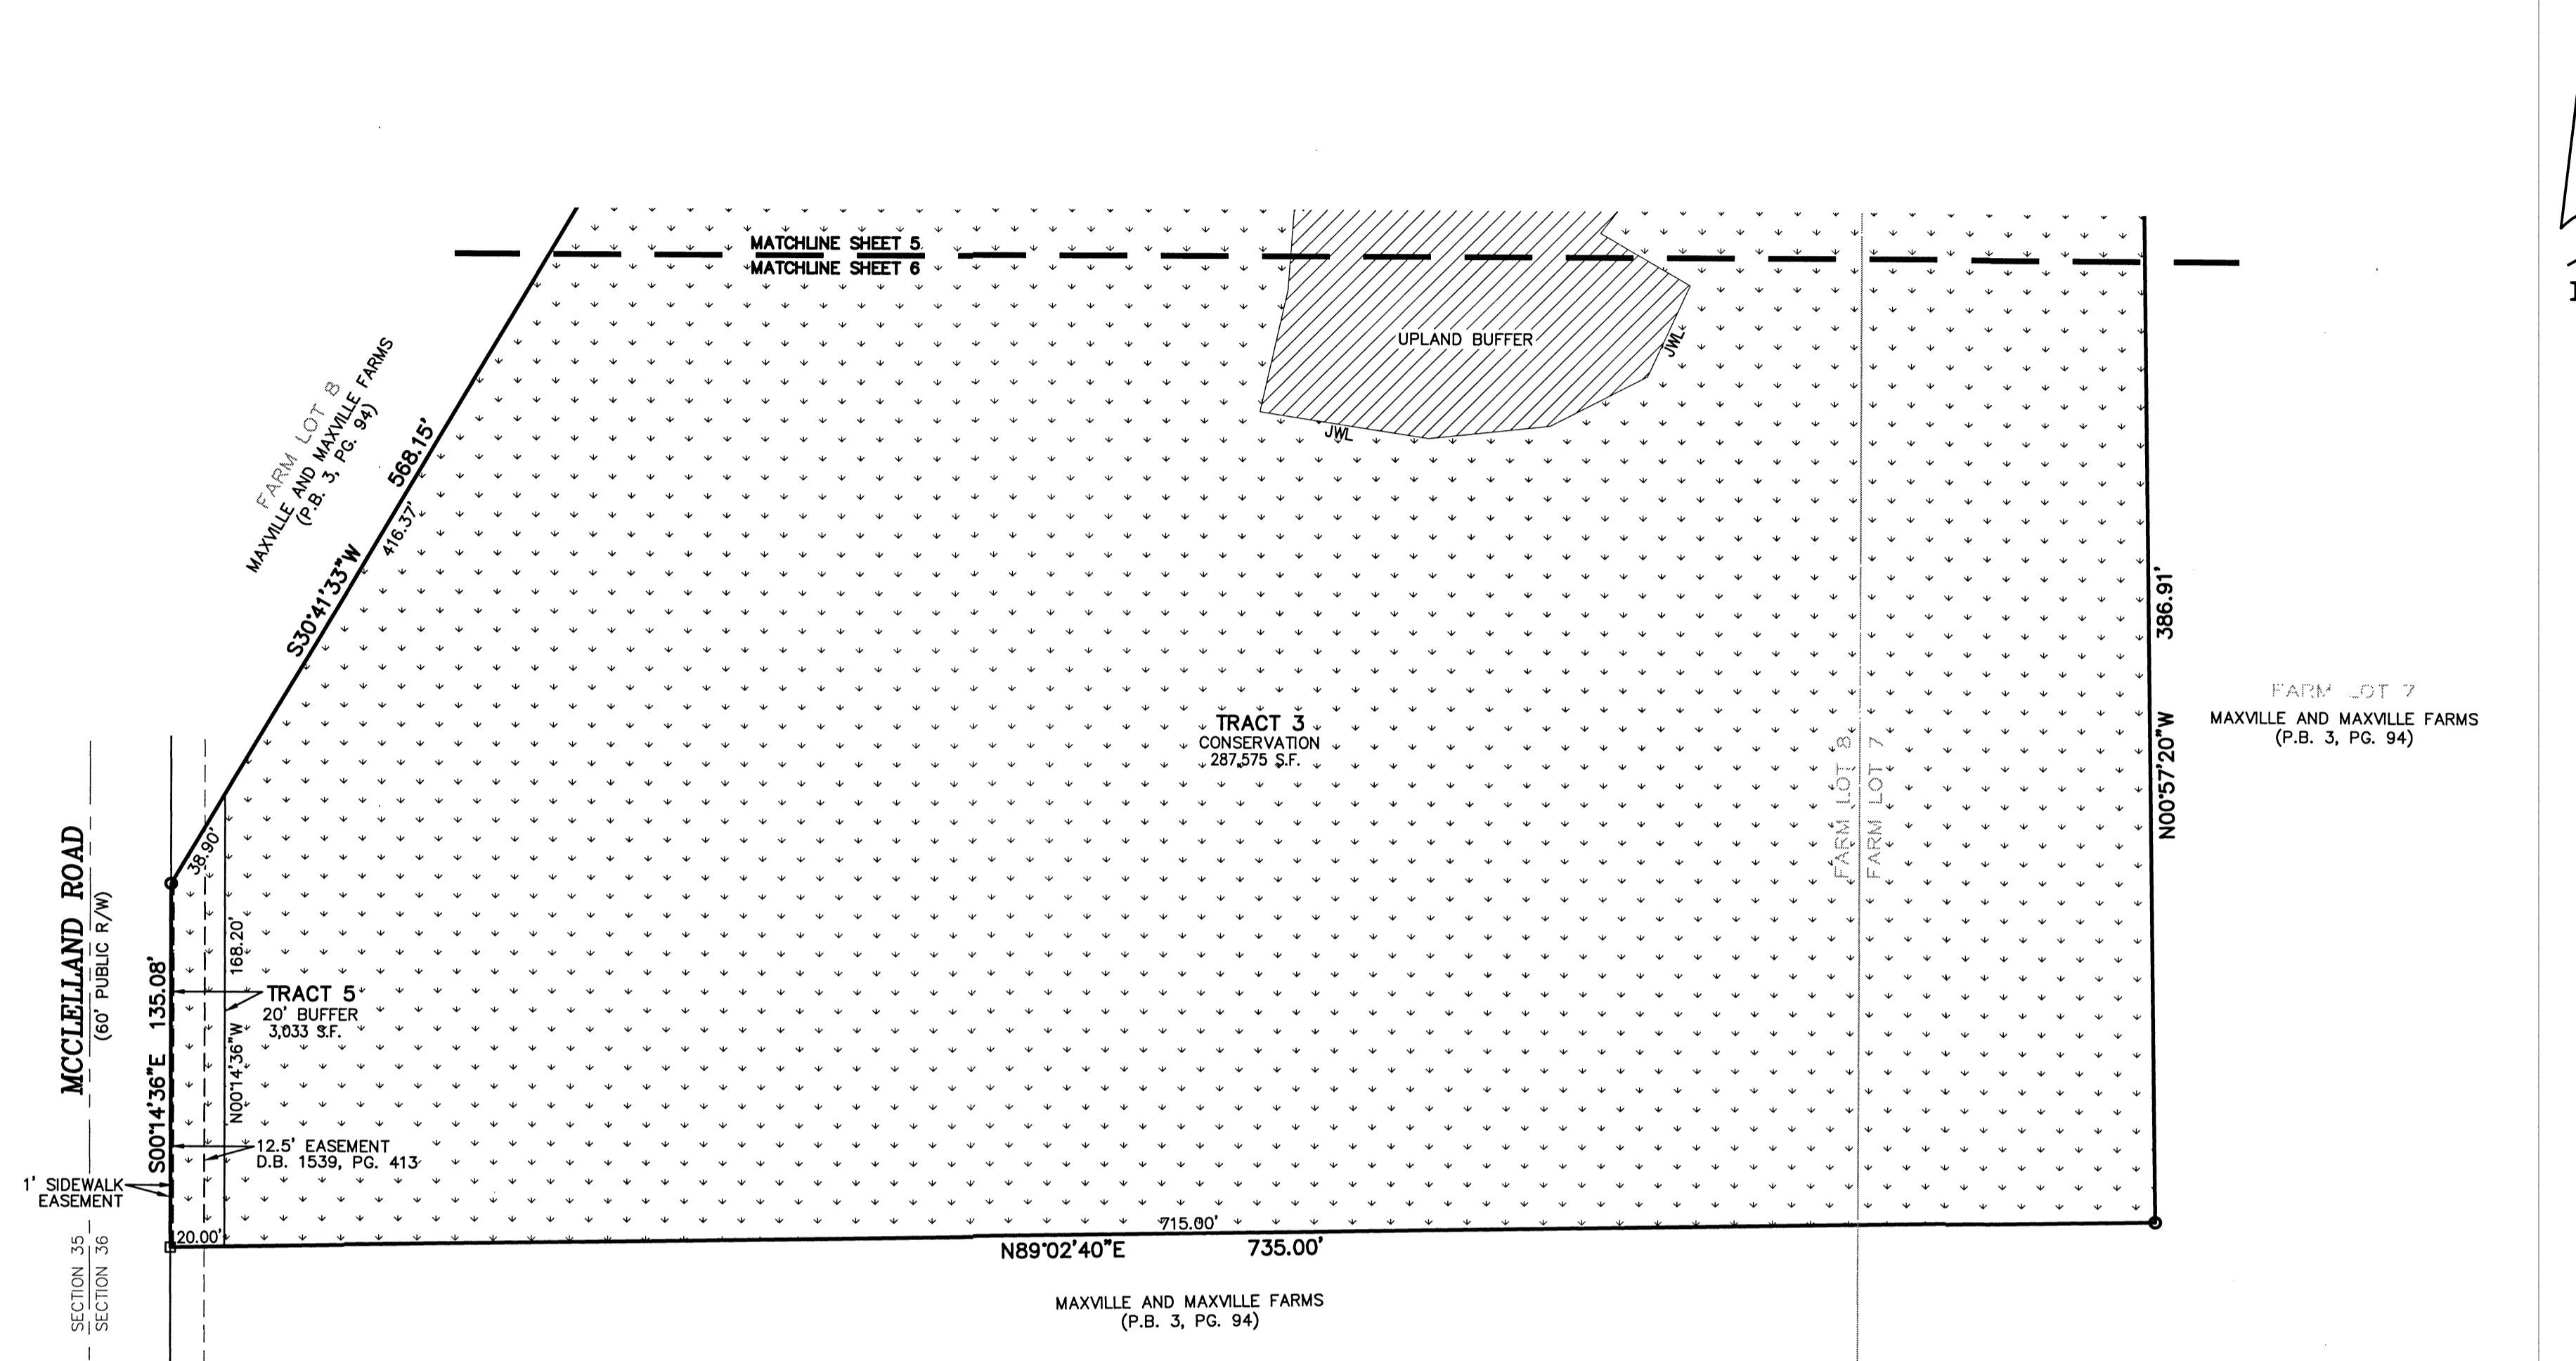 MATCHLINE SHEET 5
MATCHLINE SHEET 6
UPLAND BUFFER
JWL
JWL
FARM LOT 8
MAXVILLE AND MAXVILLE FARMS
(P.B. 3, PG. 94)
568.15'
416.37'
S30°41'33"W
386.91'
N00°57'20"W
FARM LOT 7
MAXVILLE AND MAXVILLE FARMS
(P.B. 3, PG. 94)
TRACT 3
CONSERVATION
287,575 S.F.
FARM LOT 8
FARM LOT 7
38.90'
MCCLELLAND ROAD
(60' PUBLIC R/W)
S00°14'36"E 135.08'
168.20'
N00°14'36"W
TRACT 5
20' BUFFER
3,033 S.F.
12.5' EASEMENT
D.B. 1539, PG. 413
1' SIDEWALK
EASEMENT
SECTION 35
SECTION 36
20.00'
715.00'
N89°02'40"E 735.00'
MAXVILLE AND MAXVILLE FARMS
(P.B. 3, PG. 94)